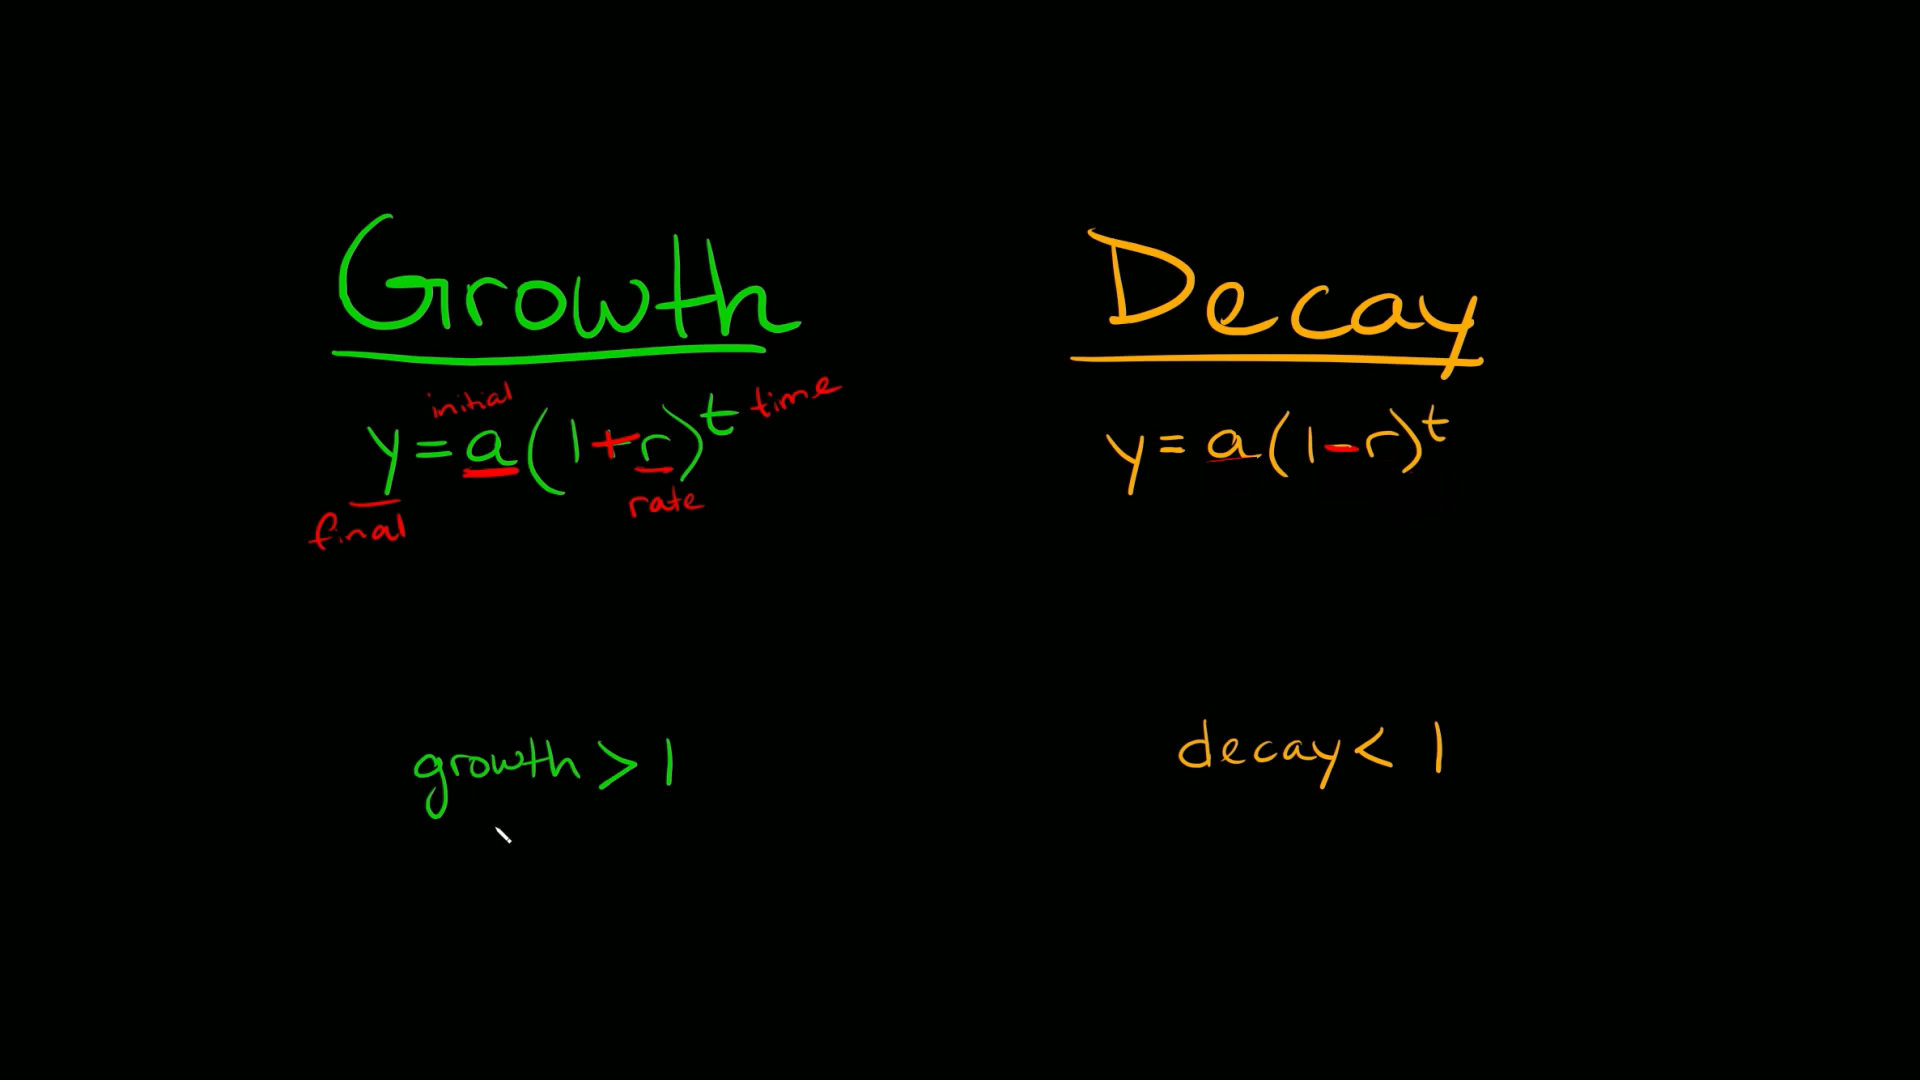 Growth
initial
y = a(1+r)^t time
final
rate
growth > 1
Decay
y = a(1-r)^t
decay < 1